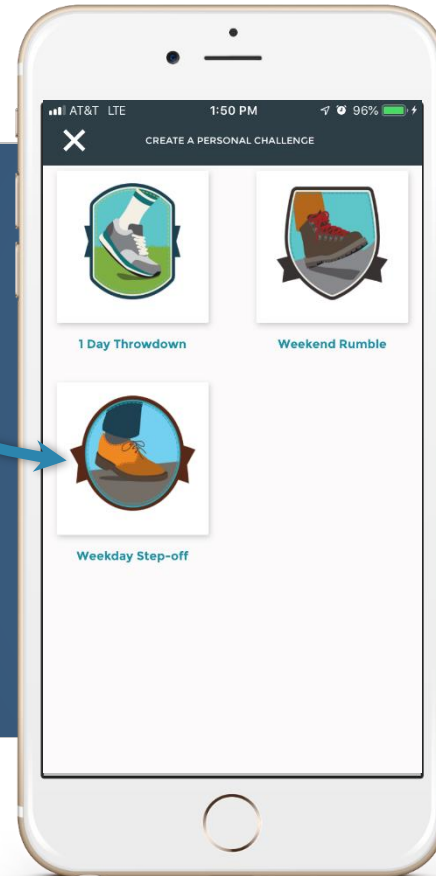 AT&T LTE 1:50 PM 96%
CREATE A PERSONAL CHALLENGE
1 Day Throwdown Weekend Rumble
Weekday Step-off